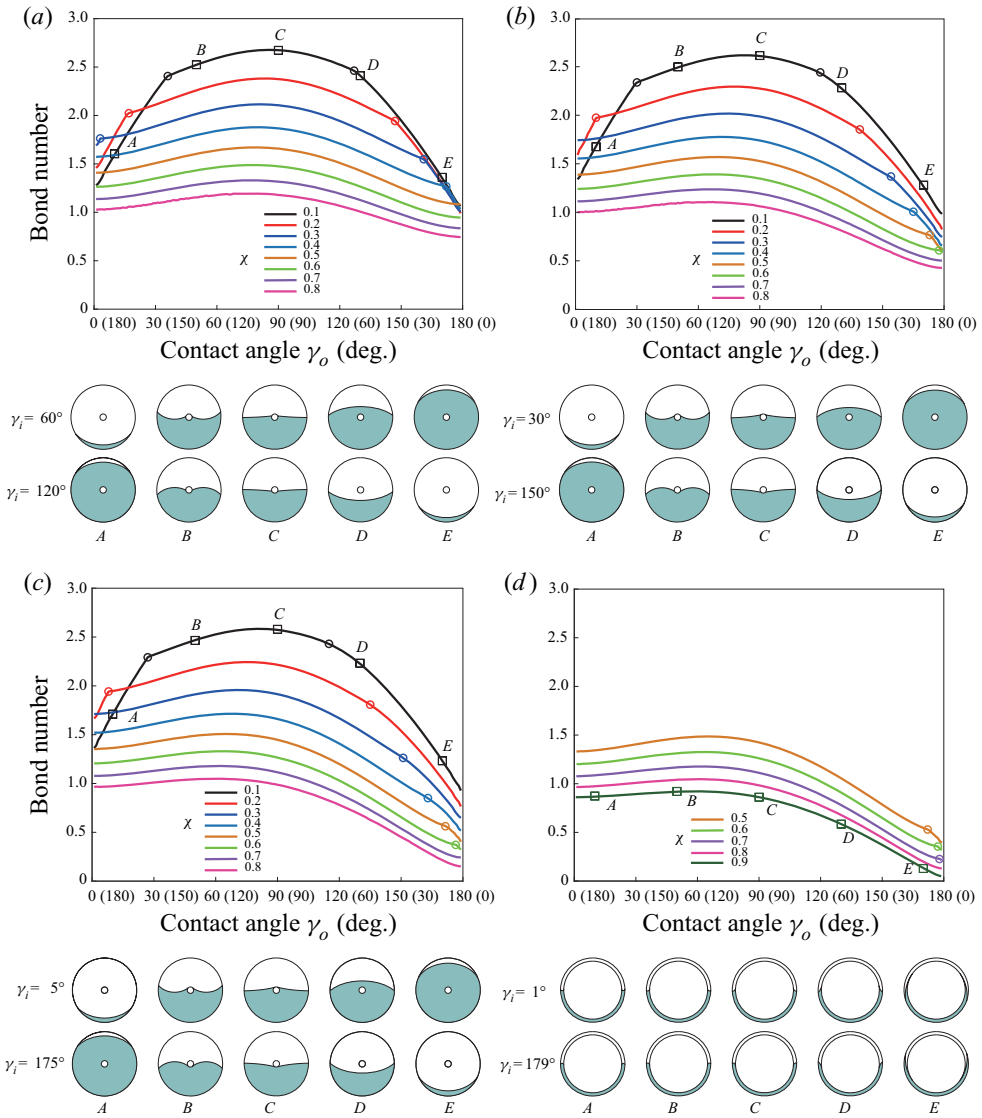 (a)
3.0
2.5
2.0
1.5
1.0
0.5
0
Bond number
A
B
C
D
E
χ
0.1
0.2
0.3
0.4
0.5
0.6
0.7
0.8
0 (180) 30 (150) 60 (120) 90 (90) 120 (60) 150 (30) 180 (0)
Contact angle γo (deg.)
γi = 60°
γi = 120°
A B C D E
(b)
3.0
2.5
2.0
1.5
1.0
0.5
0
A
B
C
D
E
χ
0.1
0.2
0.3
0.4
0.5
0.6
0.7
0.8
0 (180) 30 (150) 60 (120) 90 (90) 120 (60) 150 (30) 180 (0)
Contact angle γo (deg.)
γi = 30°
γi = 150°
A B C D E
(c)
3.0
2.5
2.0
1.5
1.0
0.5
0
Bond number
A
B
C
D
E
χ
0.1
0.2
0.3
0.4
0.5
0.6
0.7
0.8
0 (180) 30 (150) 60 (120) 90 (90) 120 (60) 150 (30) 180 (0)
Contact angle γo (deg.)
γi = 5°
γi = 175°
A B C D E
(d)
3.0
2.5
2.0
1.5
1.0
0.5
0
A
B
C
D
E
χ
0.5
0.6
0.7
0.8
0.9
0 (180) 30 (150) 60 (120) 90 (90) 120 (60) 150 (30) 180 (0)
Contact angle γo (deg.)
γi = 1°
γi = 179°
A B C D E